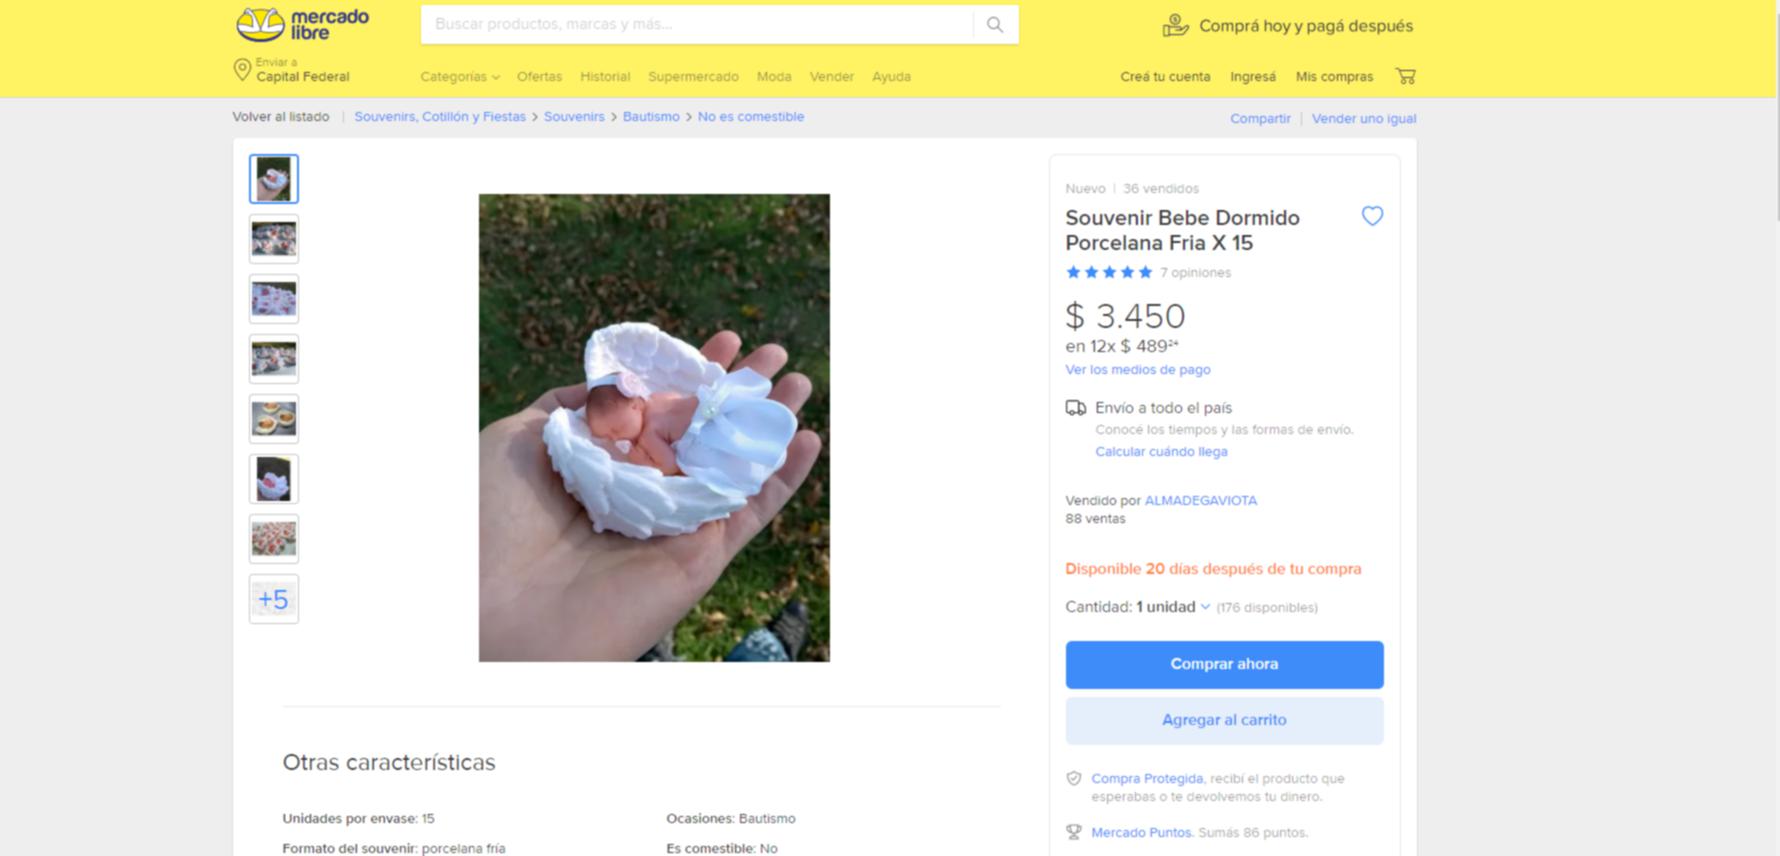 mercado
libre
Buscar productos, marcas y más...
Comprá hoy y pagá después
Enviar a
Capital Federal
Categorías
Ofertas
Historial
Supermercado
Moda
Vender
Ayuda
Creá tu cuenta
Ingresá
Mis compras
Volver al listado | Souvenirs, Cotillón y Fiestas > Souvenirs > Bautismo > No es comestible
Compartir | Vender uno igual
+5
Nuevo | 36 vendidos
Souvenir Bebe Dormido
Porcelana Fria X 15
7 opiniones
$ 3.450
en 12x $ 489²⁴
Ver los medios de pago
Envío a todo el país
Conocé los tiempos y las formas de envío.
Calcular cuándo llega
Vendido por ALMADEGAVIOTA
88 ventas
Disponible 20 días después de tu compra
Cantidad: 1 unidad (176 disponibles)
Comprar ahora
Agregar al carrito
Compra Protegida, recibí el producto que
esperabas o te devolvemos tu dinero.
Mercado Puntos. Sumás 86 puntos.
Otras características
Unidades por envase: 15
Ocasiones: Bautismo
Formato del souvenir: porcelana fría
Es comestible: No